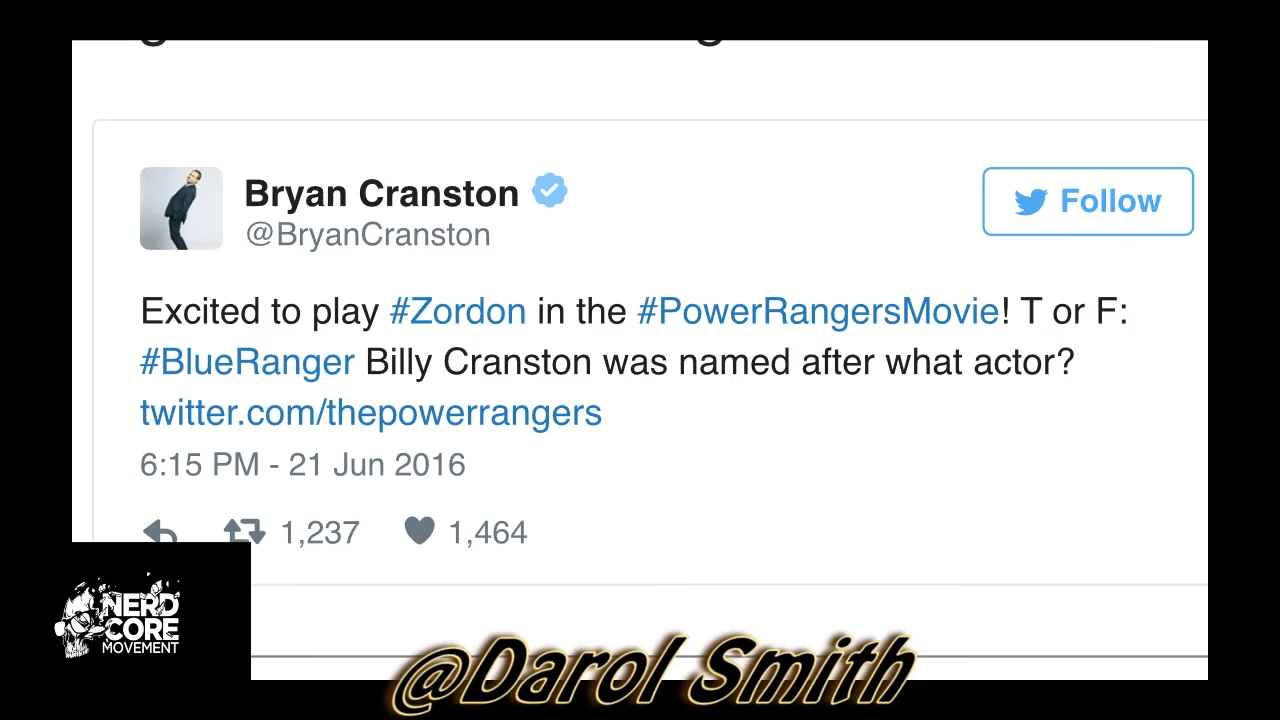 Bryan Cranston
@BryanCranston
Follow
Excited to play #Zordon in the #PowerRangersMovie! T or F:
#BlueRanger Billy Cranston was named after what actor?
twitter.com/thepowerrangers
6:15 PM - 21 Jun 2016
1,237 1,464
NERD
CORE
MOVEMENT
@Darol Smith